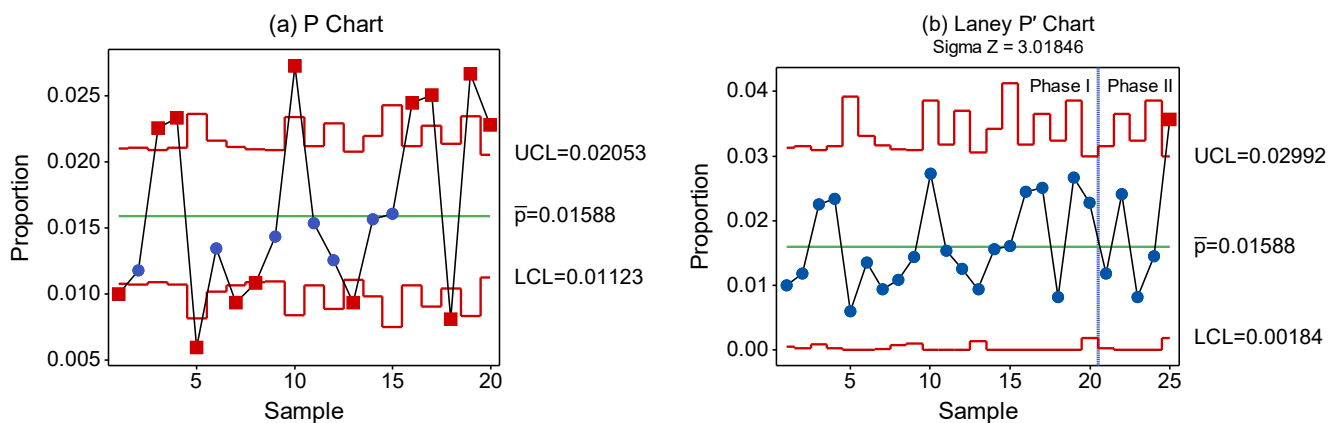 (a) P Chart
0.025
0.020
0.015
0.010
0.005
Proportion
5
10
15
20
Sample
UCL=0.02053
p̅=0.01588
LCL=0.01123
(b) Laney P′ Chart
Sigma Z = 3.01846
Phase I
Phase II
0.04
0.03
0.02
0.01
0.00
Proportion
5
10
15
20
25
Sample
UCL=0.02992
p̅=0.01588
LCL=0.00184